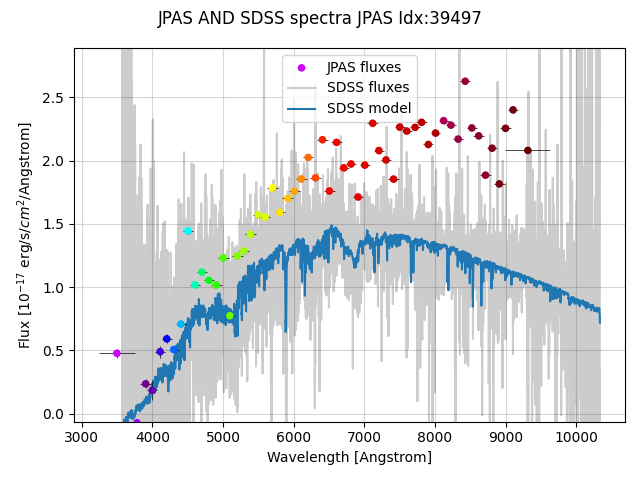 JPAS AND SDSS spectra JPAS Idx:39497
JPAS fluxes
SDSS fluxes
SDSS model
2.5
2.0
1.5
1.0
0.5
0.0
Flux [10⁻¹⁷ erg/s/cm²/Angstrom]
3000 4000 5000 6000 7000 8000 9000 10000
Wavelength [Angstrom]